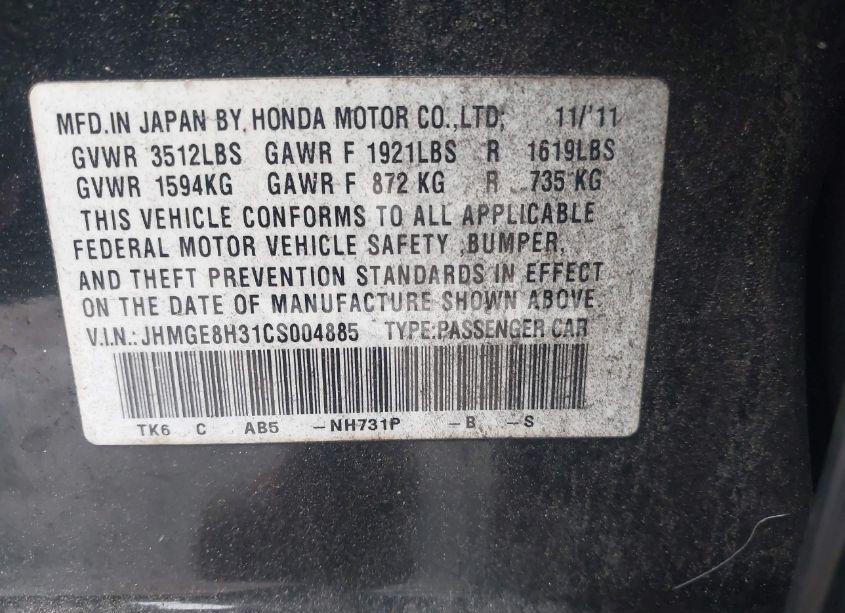 MFD.IN JAPAN BY HONDA MOTOR CO.,LTD; 11/'11
GVWR 3512LBS GAWR F 1921LBS R 1619LBS
GVWR 1594KG GAWR F 872 KG R 735 KG
THIS VEHICLE CONFORMS TO ALL APPLICABLE
FEDERAL MOTOR VEHICLE SAFETY ,BUMPER,
AND THEFT PREVENTION STANDARDS IN EFFECT
ON THE DATE OF MANUFACTURE SHOWN ABOVE.
V.I.N.: JHMGE8H31CS004885 TYPE:PASSENGER CAR
TK6 C AB5 –NH731P –B –S